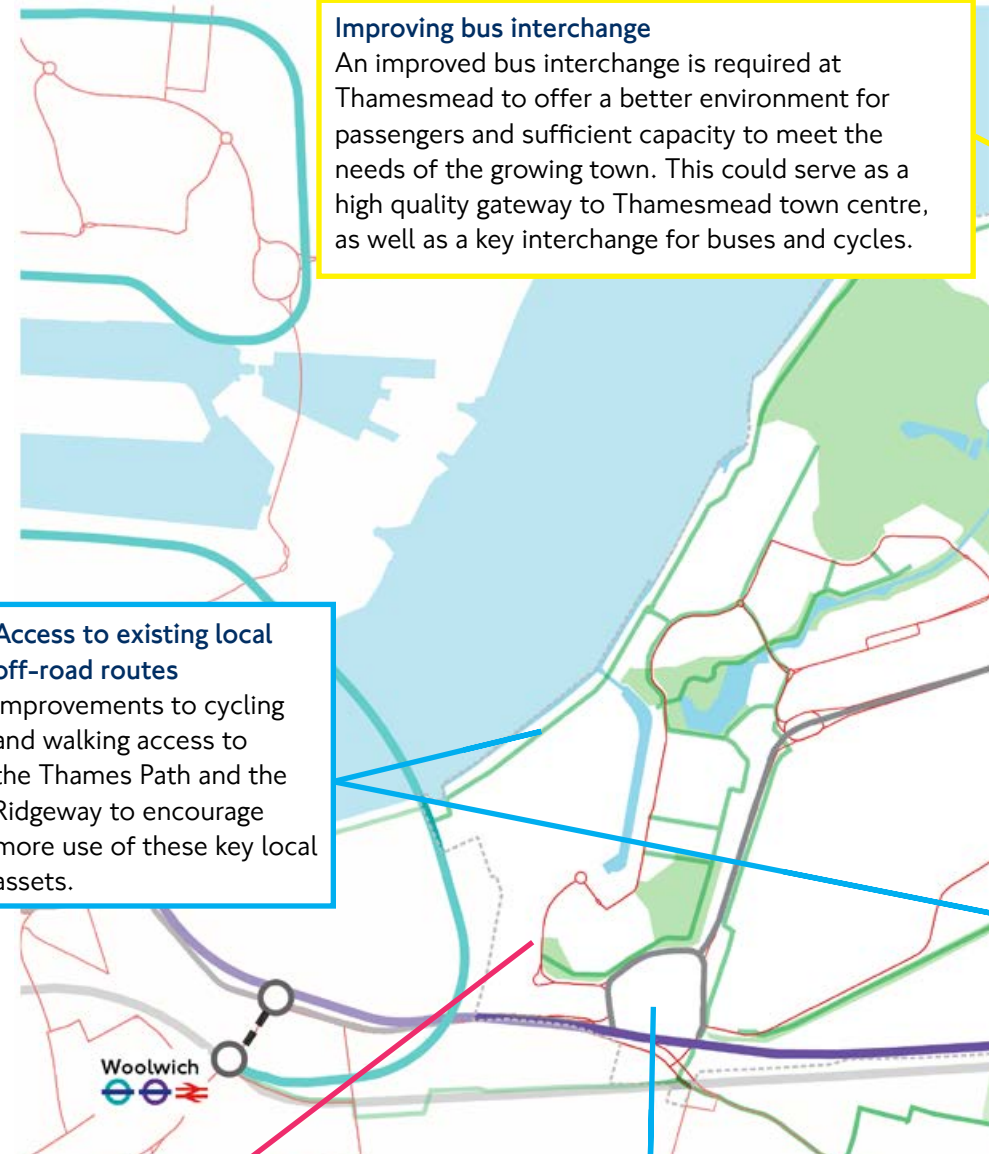 Improving bus interchange
An improved bus interchange is required at
Thamesmead to offer a better environment for
passengers and sufficient capacity to meet the
needs of the growing town. This could serve as a
high quality gateway to Thamesmead town centre,
as well as a key interchange for buses and cycles.
Access to existing local
off-road routes
Improvements to cycling
and walking access to
the Thames Path and the
Ridgeway to encourage
more use of these key local
assets.
Woolwich